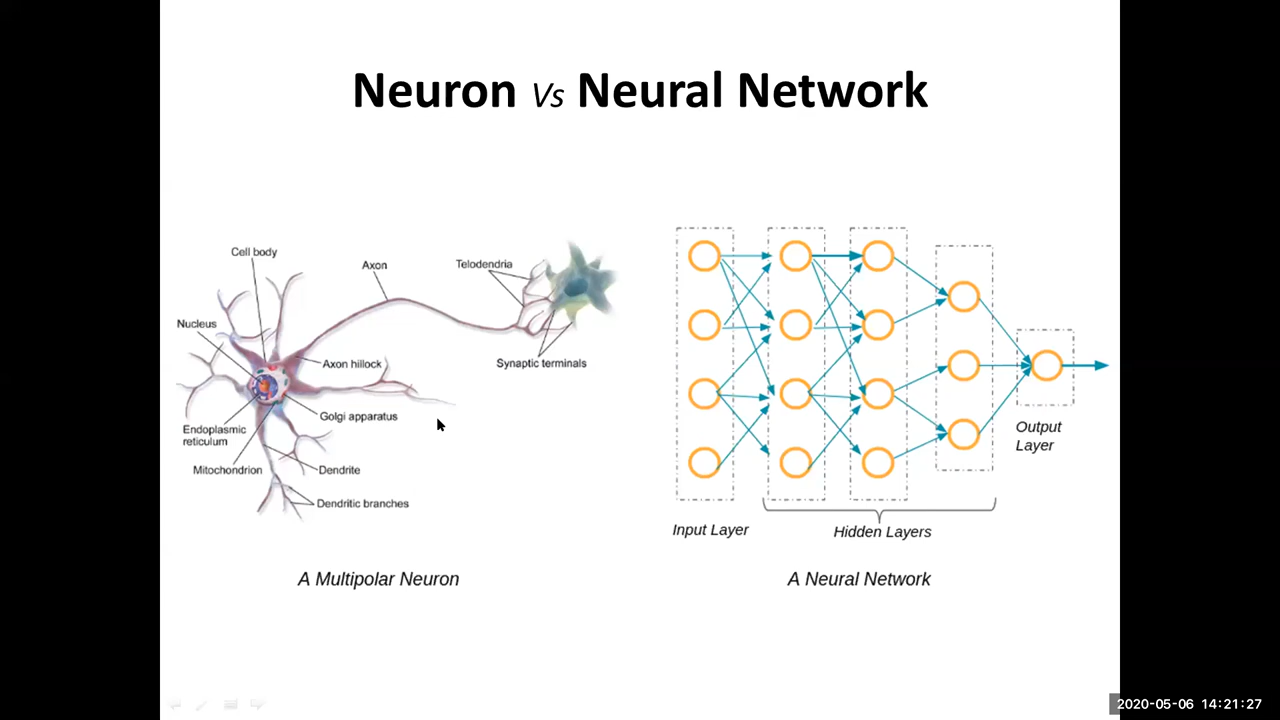 Neuron Vs Neural Network
Cell body
Axon
Telodendria
Nucleus
Axon hillock
Synaptic terminals
Golgi apparatus
Endoplasmic
reticulum
Mitochondrion
Dendrite
Dendritic branches
A Multipolar Neuron
Output
Layer
Input Layer
Hidden Layers
A Neural Network
2020-05-06 14:21:27